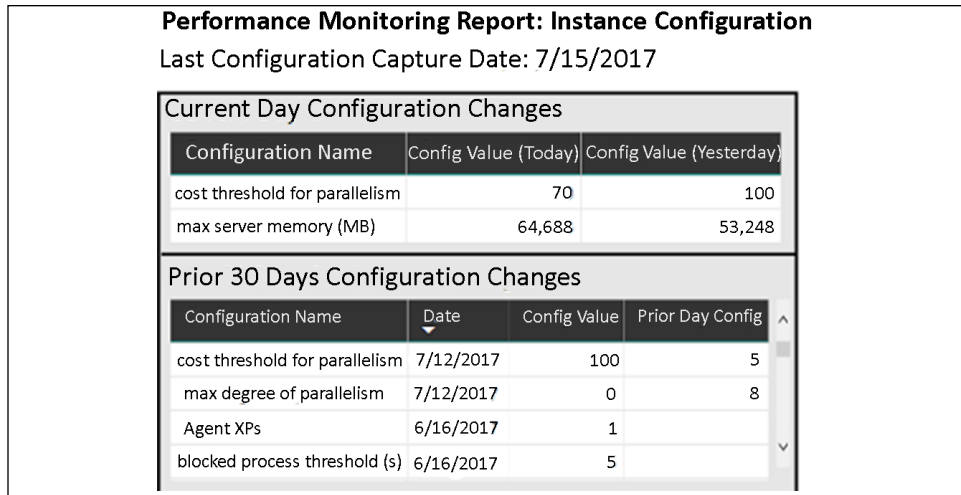 Performance Monitoring Report: Instance Configuration
Last Configuration Capture Date: 7/15/2017
Current Day Configuration Changes
Configuration Name Config Value (Today) Config Value (Yesterday)
cost threshold for parallelism 70 100
max server memory (MB) 64,688 53,248
Prior 30 Days Configuration Changes
Configuration Name Date Config Value Prior Day Config
cost threshold for parallelism 7/12/2017 100 5
max degree of parallelism 7/12/2017 0 8
Agent XPs 6/16/2017 1
blocked process threshold (s) 6/16/2017 5